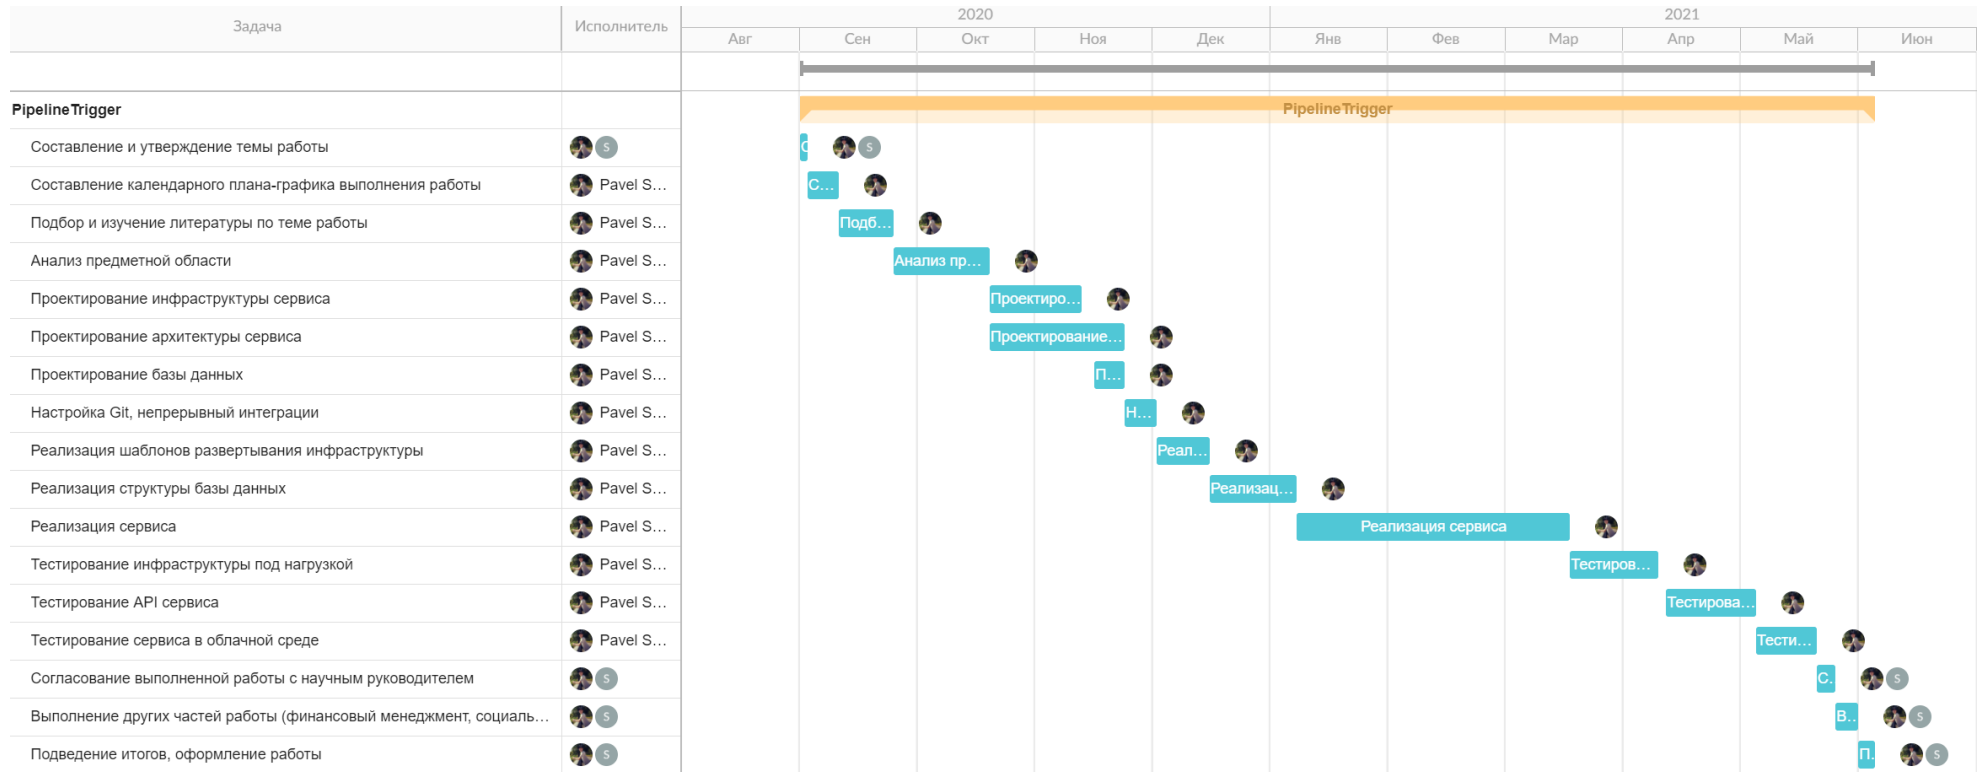 Задача Исполнитель 2020 2021
Авг Сен Окт Ноя Дек Янв Фев Мар Апр Май Июн
PipelineTrigger PipelineTrigger
Составление и утверждение темы работы S С S
Составление календарного плана-графика выполнения работы Pavel S... С...
Подбор и изучение литературы по теме работы Pavel S... Подб...
Анализ предметной области Pavel S... Анализ пр...
Проектирование инфраструктуры сервиса Pavel S... Проектиро...
Проектирование архитектуры сервиса Pavel S... Проектирование...
Проектирование базы данных Pavel S... П...
Настройка Git, непрерывный интеграции Pavel S... Н...
Реализация шаблонов развертывания инфраструктуры Pavel S... Реал...
Реализация структуры базы данных Pavel S... Реализац...
Реализация сервиса Pavel S... Реализация сервиса
Тестирование инфраструктуры под нагрузкой Pavel S... Тестиров...
Тестирование API сервиса Pavel S... Тестирова...
Тестирование сервиса в облачной среде Pavel S... Тести...
Согласование выполненной работы с научным руководителем S С.. S
Выполнение других частей работы (финансовый менеджмент, социаль... S В... S
Подведение итогов, оформление работы S П.. S